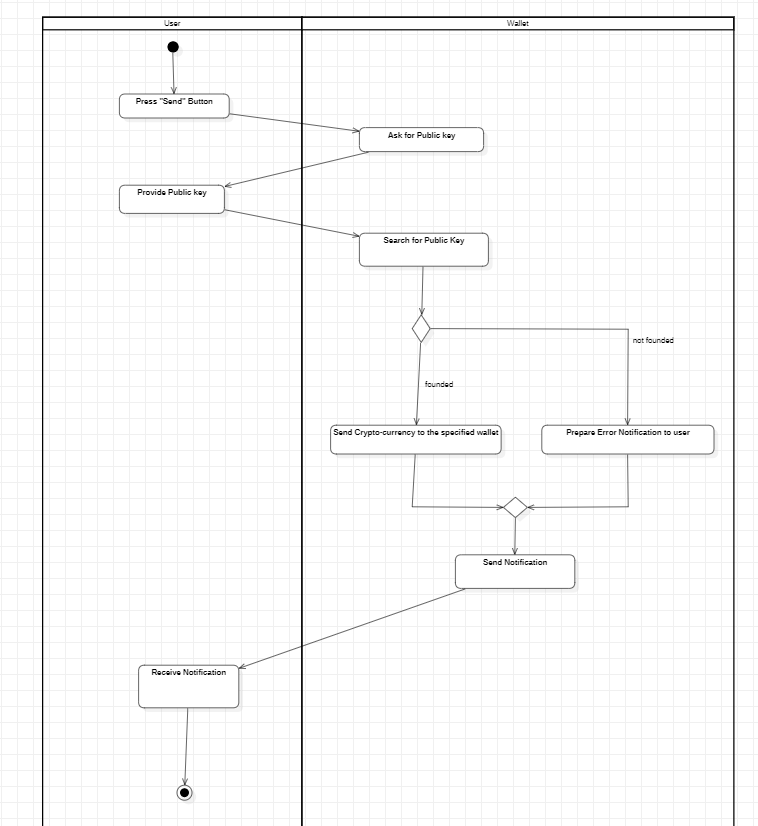 User
Wallet
Press "Send" Button
Ask for Public key
Provide Public key
Search for Public Key
not founded
founded
Send Crypto-currency to the specified wallet
Prepare Error Notification to user
Send Notification
Receive Notification